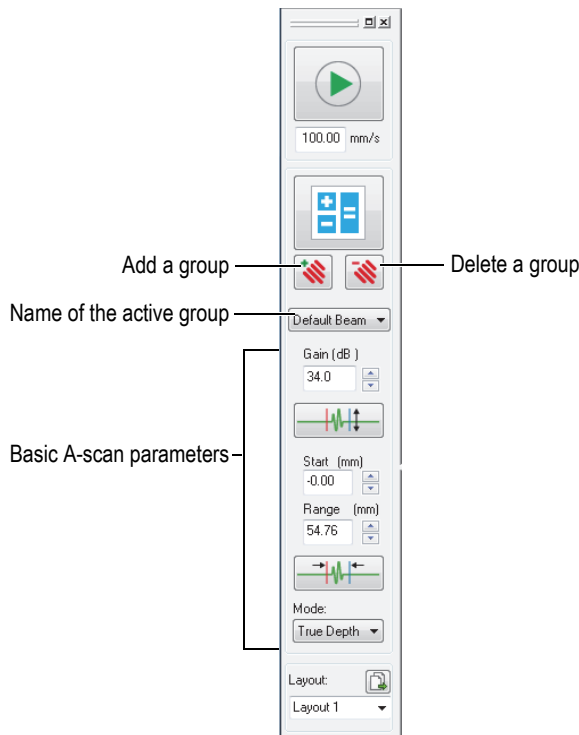 100.00 mm/s
Add a group
Delete a group
Name of the active group
Default Beam
Gain (dB )
34.0
Basic A-scan parameters
Start (mm)
-0.00
Range (mm)
54.76
Mode:
True Depth
Layout:
Layout 1